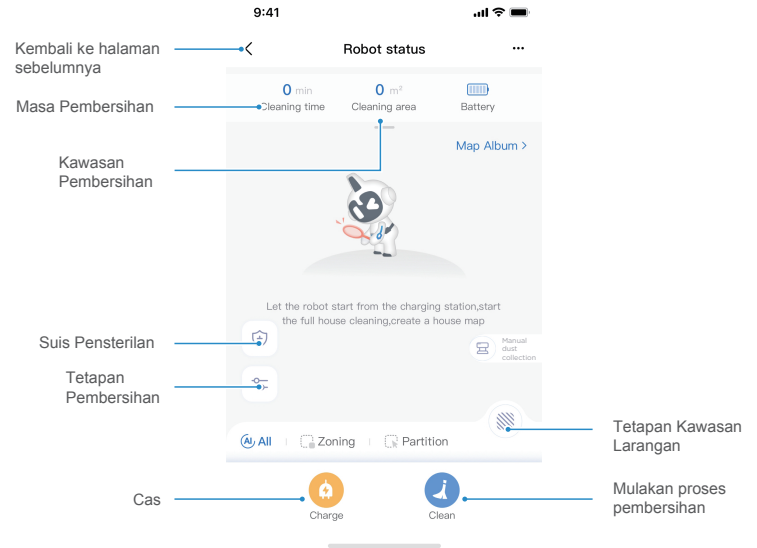 9:41
Kembali ke halaman
sebelumnya
Robot status
Masa Pembersihan
0 min
Cleaning time
0 m²
Cleaning area
Battery
Kawasan
Pembersihan
Map Album >
Let the robot start from the charging station,start
the full house cleaning,create a house map
Suis Pensterilan
Manual
dust
collection
Tetapan
Pembersihan
AI All
Zoning
Partition
Tetapan Kawasan
Larangan
Cas
Charge
Clean
Mulakan proses
pembersihan